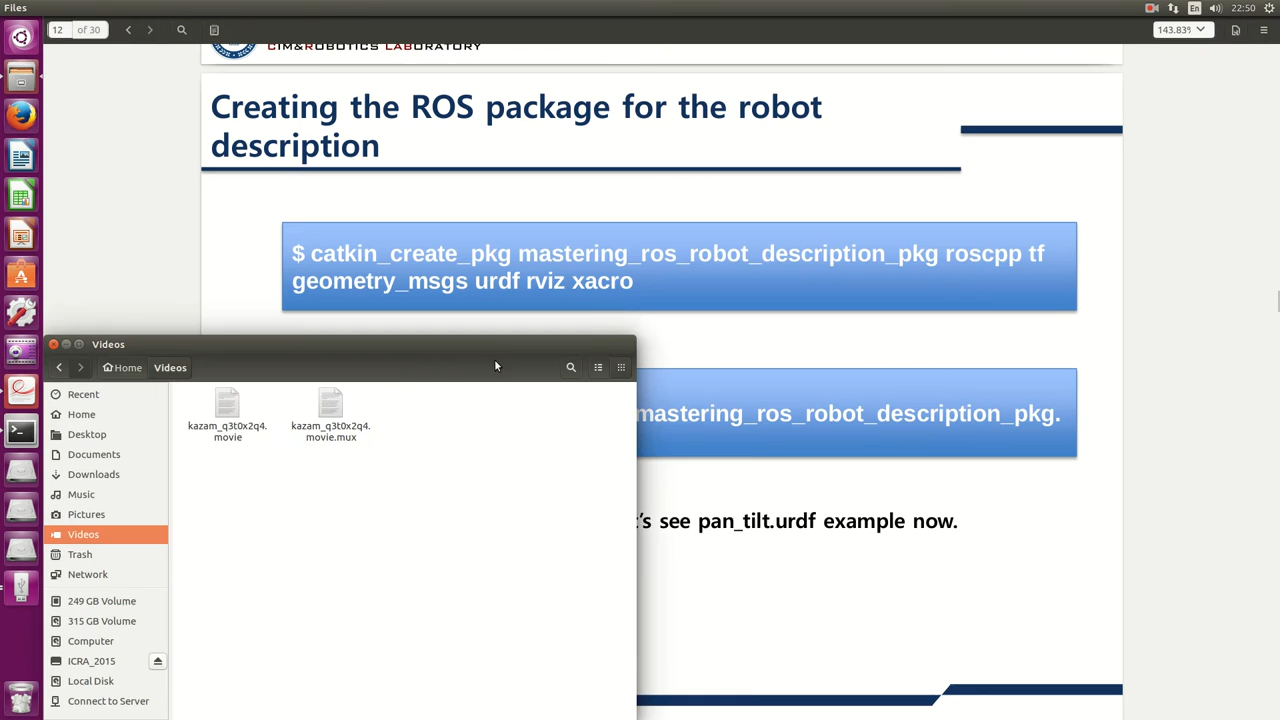 Files
En
22:50
12 of 30
143.83%
CIM&ROBOTICS LABORATORY
Creating the ROS package for the robot
description
$ catkin_create_pkg mastering_ros_robot_description_pkg roscpp tf
geometry_msgs urdf rviz xacro
mastering_ros_robot_description_pkg.
t’s see pan_tilt.urdf example now.
Videos
Home
Videos
Recent
Home
Desktop
Documents
Downloads
Music
Pictures
Videos
Trash
Network
249 GB Volume
315 GB Volume
Computer
ICRA_2015
Local Disk
Connect to Server
kazam_q3t0x2q4.
movie
kazam_q3t0x2q4.
movie.mux